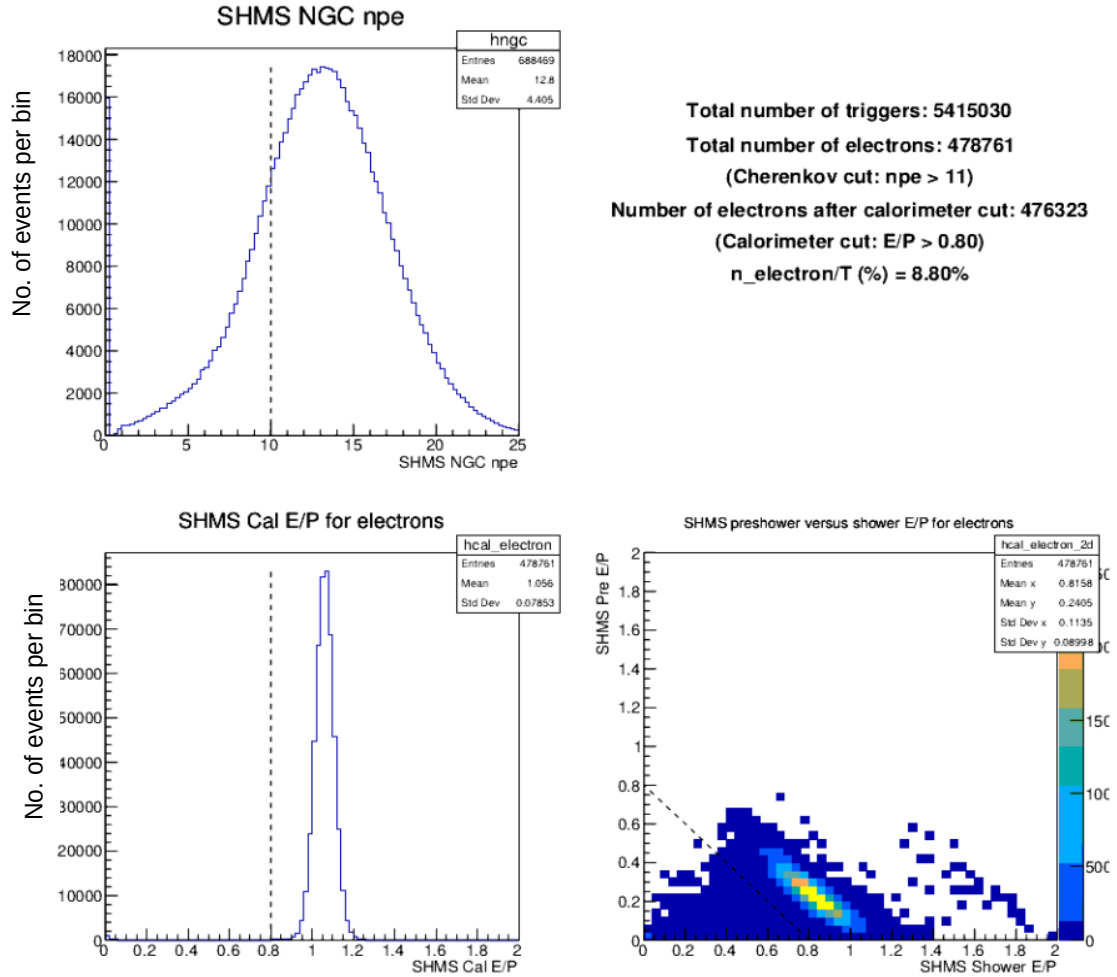 SHMS NGC npe
hngc
Entries 688469
Mean 12.8
Std Dev 4.405
No. of events per bin
18000
16000
14000
12000
10000
8000
6000
4000
2000
0
0 5 10 15 20 25
SHMS NGC npe
Total number of triggers: 5415030
Total number of electrons: 478761
(Cherenkov cut: npe > 11)
Number of electrons after calorimeter cut: 476323
(Calorimeter cut: E/P > 0.80)
n_electron/T (%) = 8.80%
SHMS Cal E/P for electrons
hcal_electron
Entries 478761
Mean 1.056
Std Dev 0.07853
No. of events per bin
80000
70000
60000
50000
40000
30000
20000
10000
0
0 0.2 0.4 0.6 0.8 1 1.2 1.4 1.6 1.8 2
SHMS Cal E/P
SHMS preshower versus shower E/P for electrons
hcal_electron_2d
Entries 478761
Mean x 0.8158
Mean y 0.2405
Std Dev x 0.1135
Std Dev y 0.08998
SHMS Pre E/P
2
1.8
1.6
1.4
1.2
1
0.8
0.6
0.4
0.2
0
0 0.2 0.4 0.6 0.8 1 1.2 1.4 1.6 1.8 2
SHMS Shower E/P
0